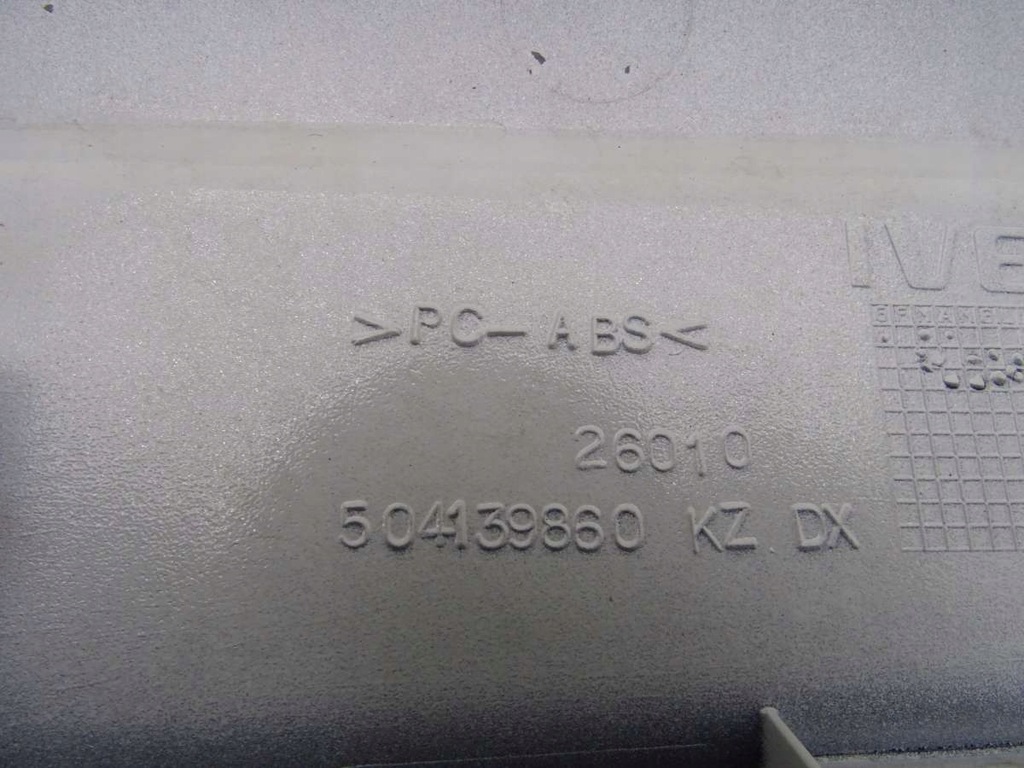 IVE
>PC-ABS<
26010
504139860 KZ. DX